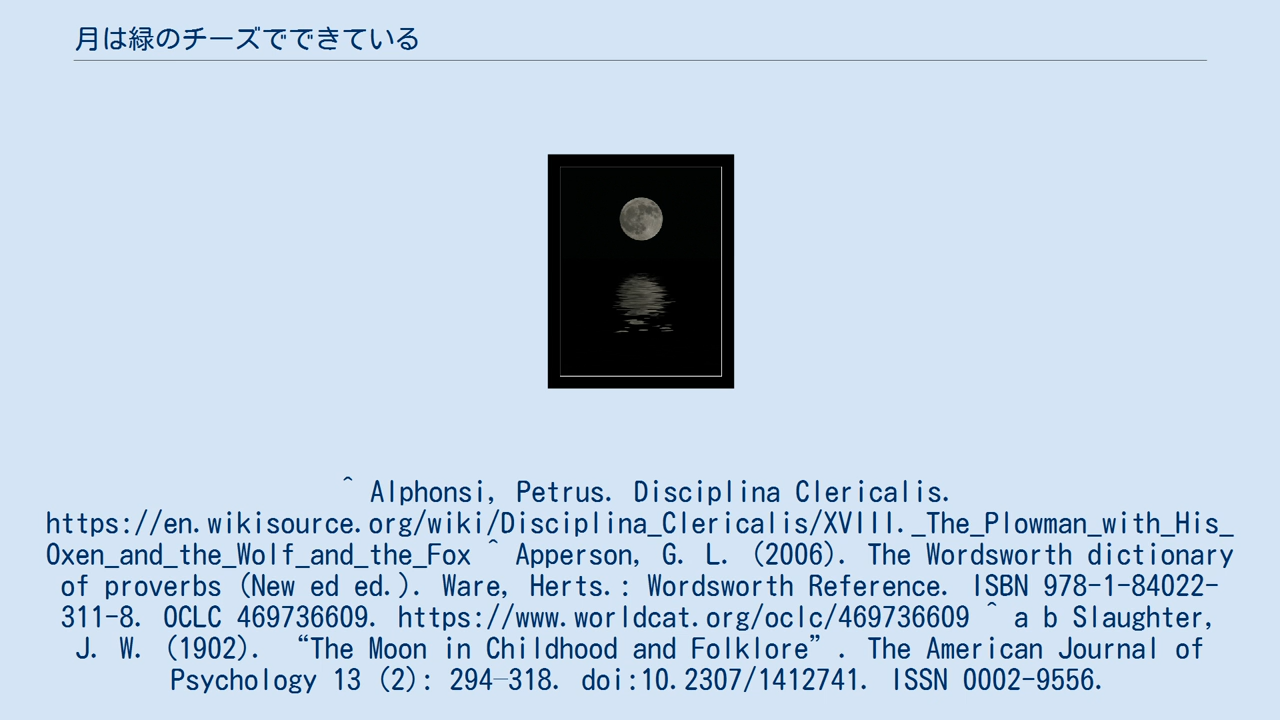 月は緑のチーズでできている
^ Alphonsi, Petrus. Disciplina Clericalis.
https://en.wikisource.org/wiki/Disciplina_Clericalis/XVIII._The_Plowman_with_His_
Oxen_and_the_Wolf_and_the_Fox ^ Apperson, G. L. (2006). The Wordsworth dictionary
of proverbs (New ed ed.). Ware, Herts.: Wordsworth Reference. ISBN 978-1-84022-
311-8. OCLC 469736609. https://www.worldcat.org/oclc/469736609 ^ a b Slaughter,
J. W. (1902). “The Moon in Childhood and Folklore”. The American Journal of
Psychology 13 (2): 294–318. doi:10.2307/1412741. ISSN 0002-9556.